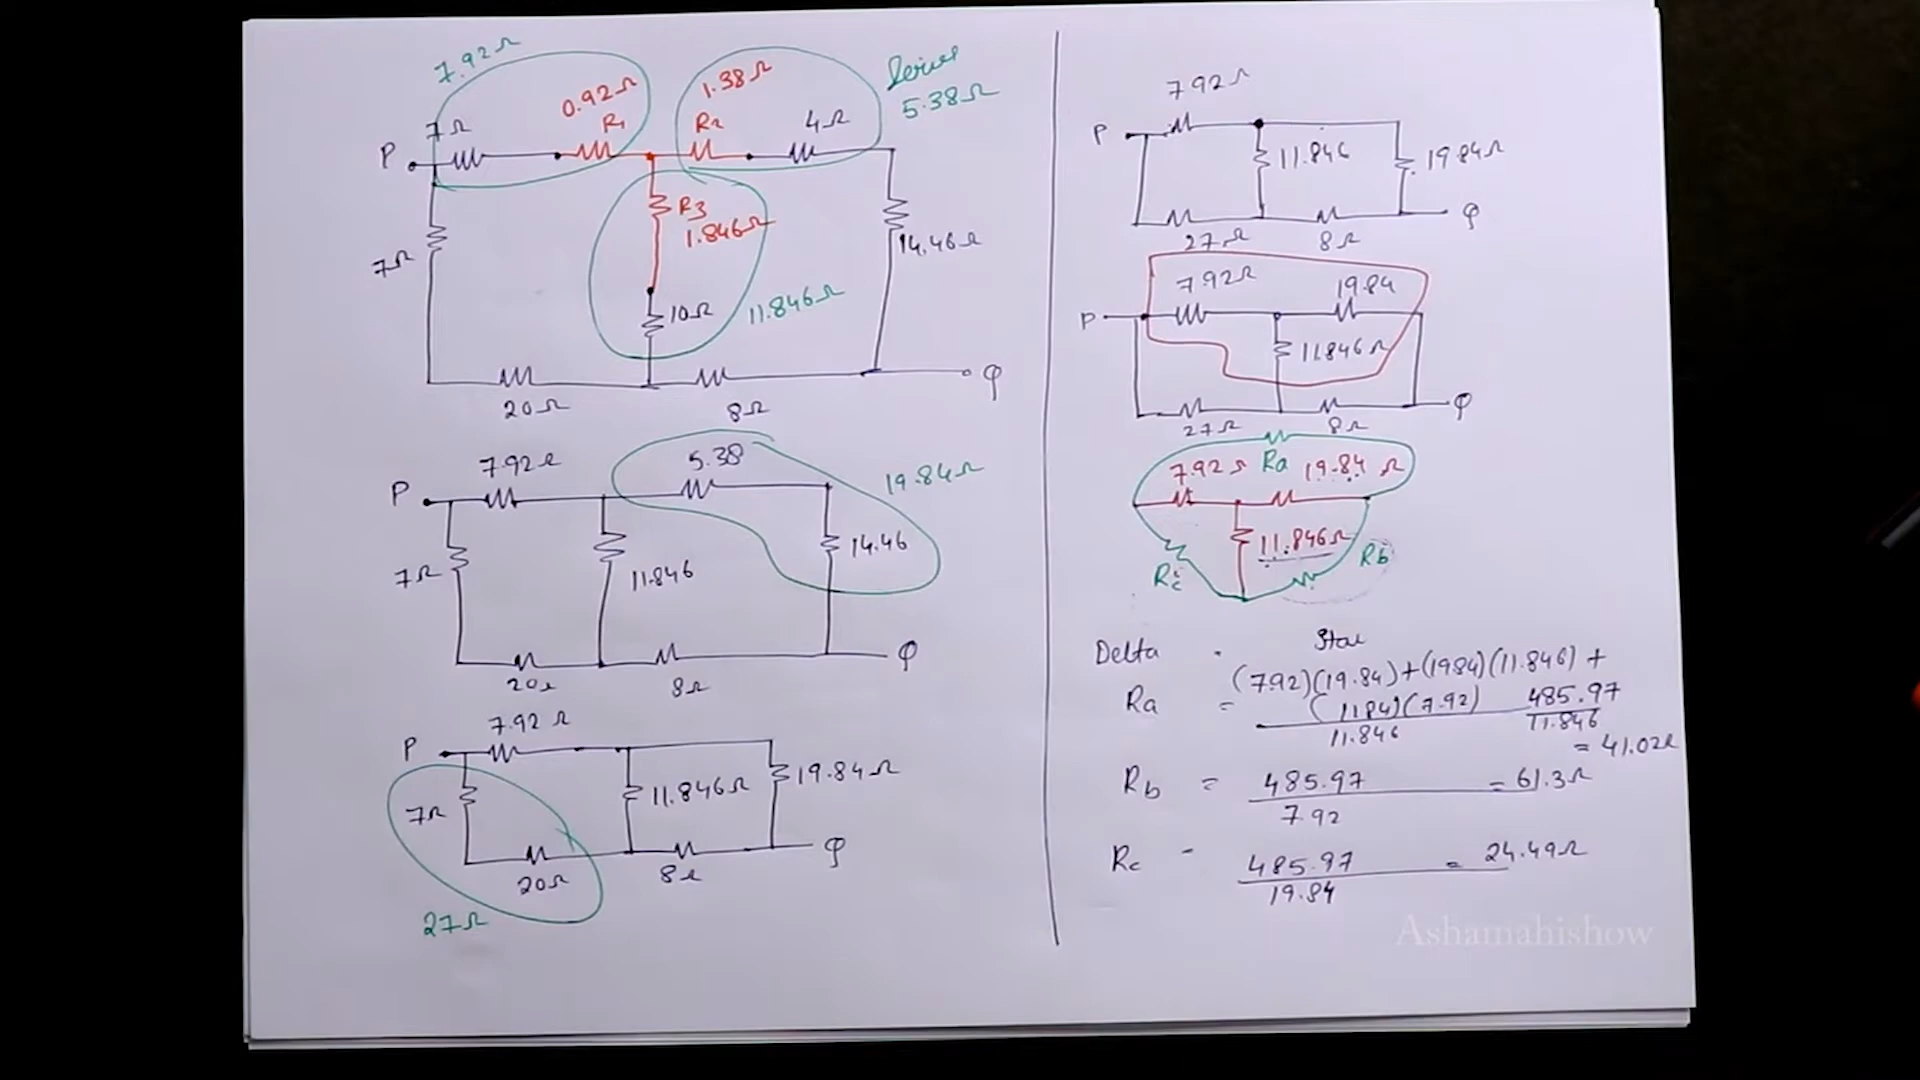 7.92Ω
0.92Ω
R1
7Ω
1.38Ω
R2
4Ω
Series
5.38Ω
P
R3
1.846Ω
7Ω
14.46Ω
10Ω
11.846Ω
20Ω
8Ω
Q
7.92Ω
5.38
19.84Ω
P
7Ω
11.846
14.46
20Ω
8Ω
Q
7.92 Ω
P
7Ω
11.846Ω
19.84Ω
20Ω
8Ω
Q
27Ω
7.92Ω
P
11.846
19.84Ω
27Ω
8Ω
Q
7.92Ω
19.84
P
11.846Ω
27Ω
8Ω
Q
7.92Ω Ra 19.84 Ω
11.846Ω
Rc
Rb
Delta Star
Ra = (7.92)(19.84)+(19.84)(11.846)+
(11.84)(7.92)
11.846
485.97
11.846
= 41.02Ω
Rb = 485.97 = 61.3Ω
7.92
Rc = 485.97 = 24.49Ω
19.84
Ashamahishow